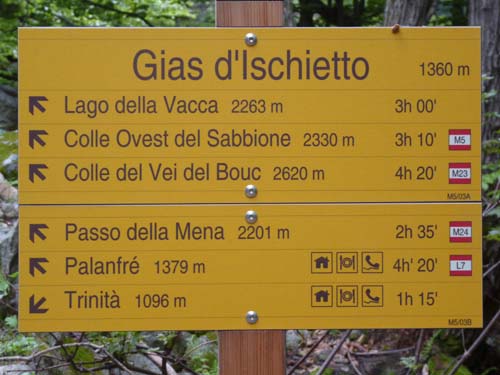 Gias d'Ischietto 1360 m
Lago della Vacca 2263 m 3h 00'
Colle Ovest del Sabbione 2330 m 3h 10' M5
Colle del Vei del Bouc 2620 m 4h 20' M23
M5/03A
Passo della Mena 2201 m 2h 35' M24
Palanfré 1379 m 4h' 20' L7
Trinità 1096 m 1h 15'
M5/03B